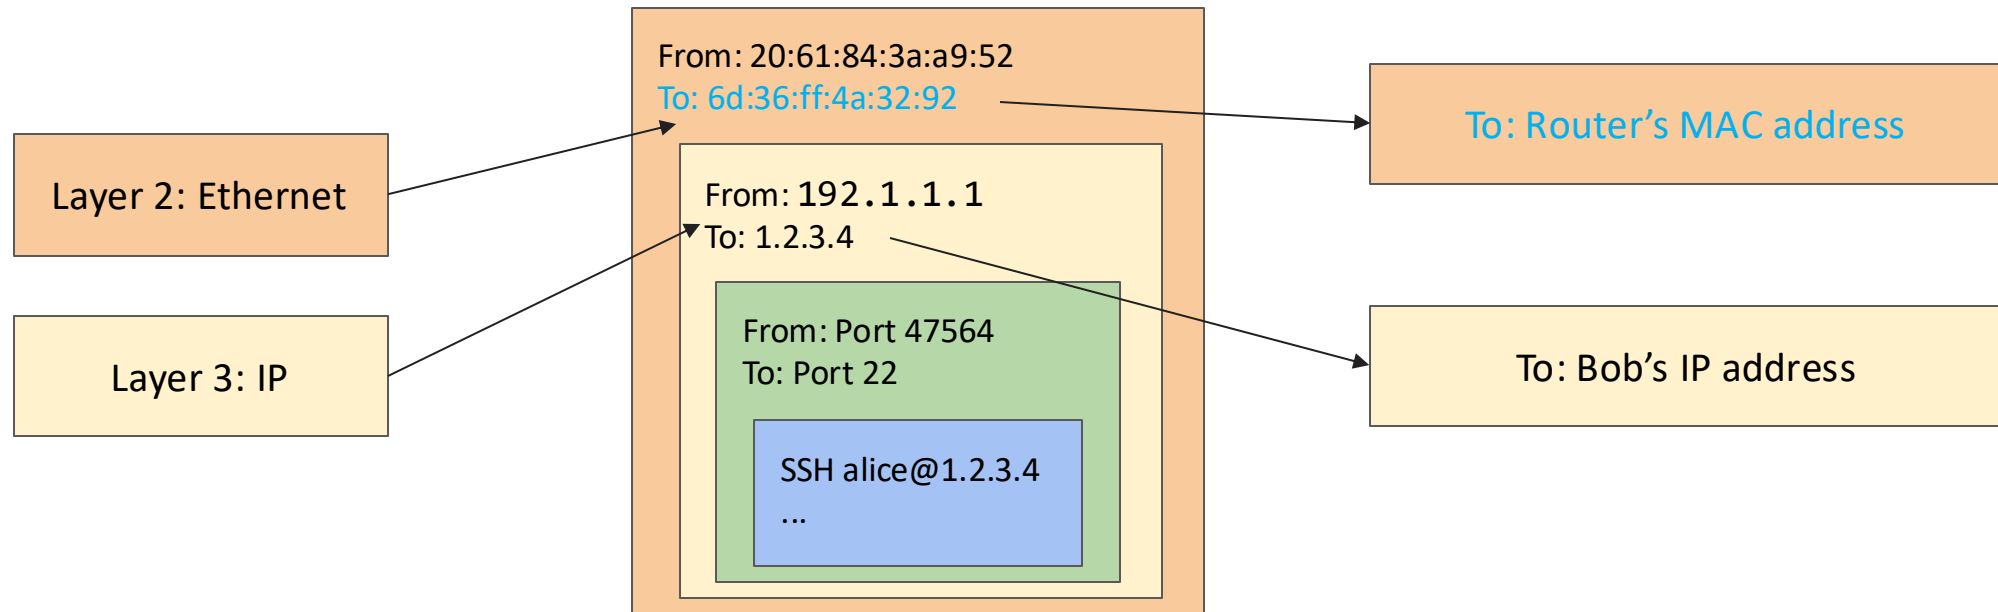 Layer 2: Ethernet
Layer 3: IP
From: 20:61:84:3a:a9:52
To: 6d:36:ff:4a:32:92
From: 192.1.1.1
To: 1.2.3.4
From: Port 47564
To: Port 22
SSH alice@1.2.3.4
...
To: Router’s MAC address
To: Bob’s IP address